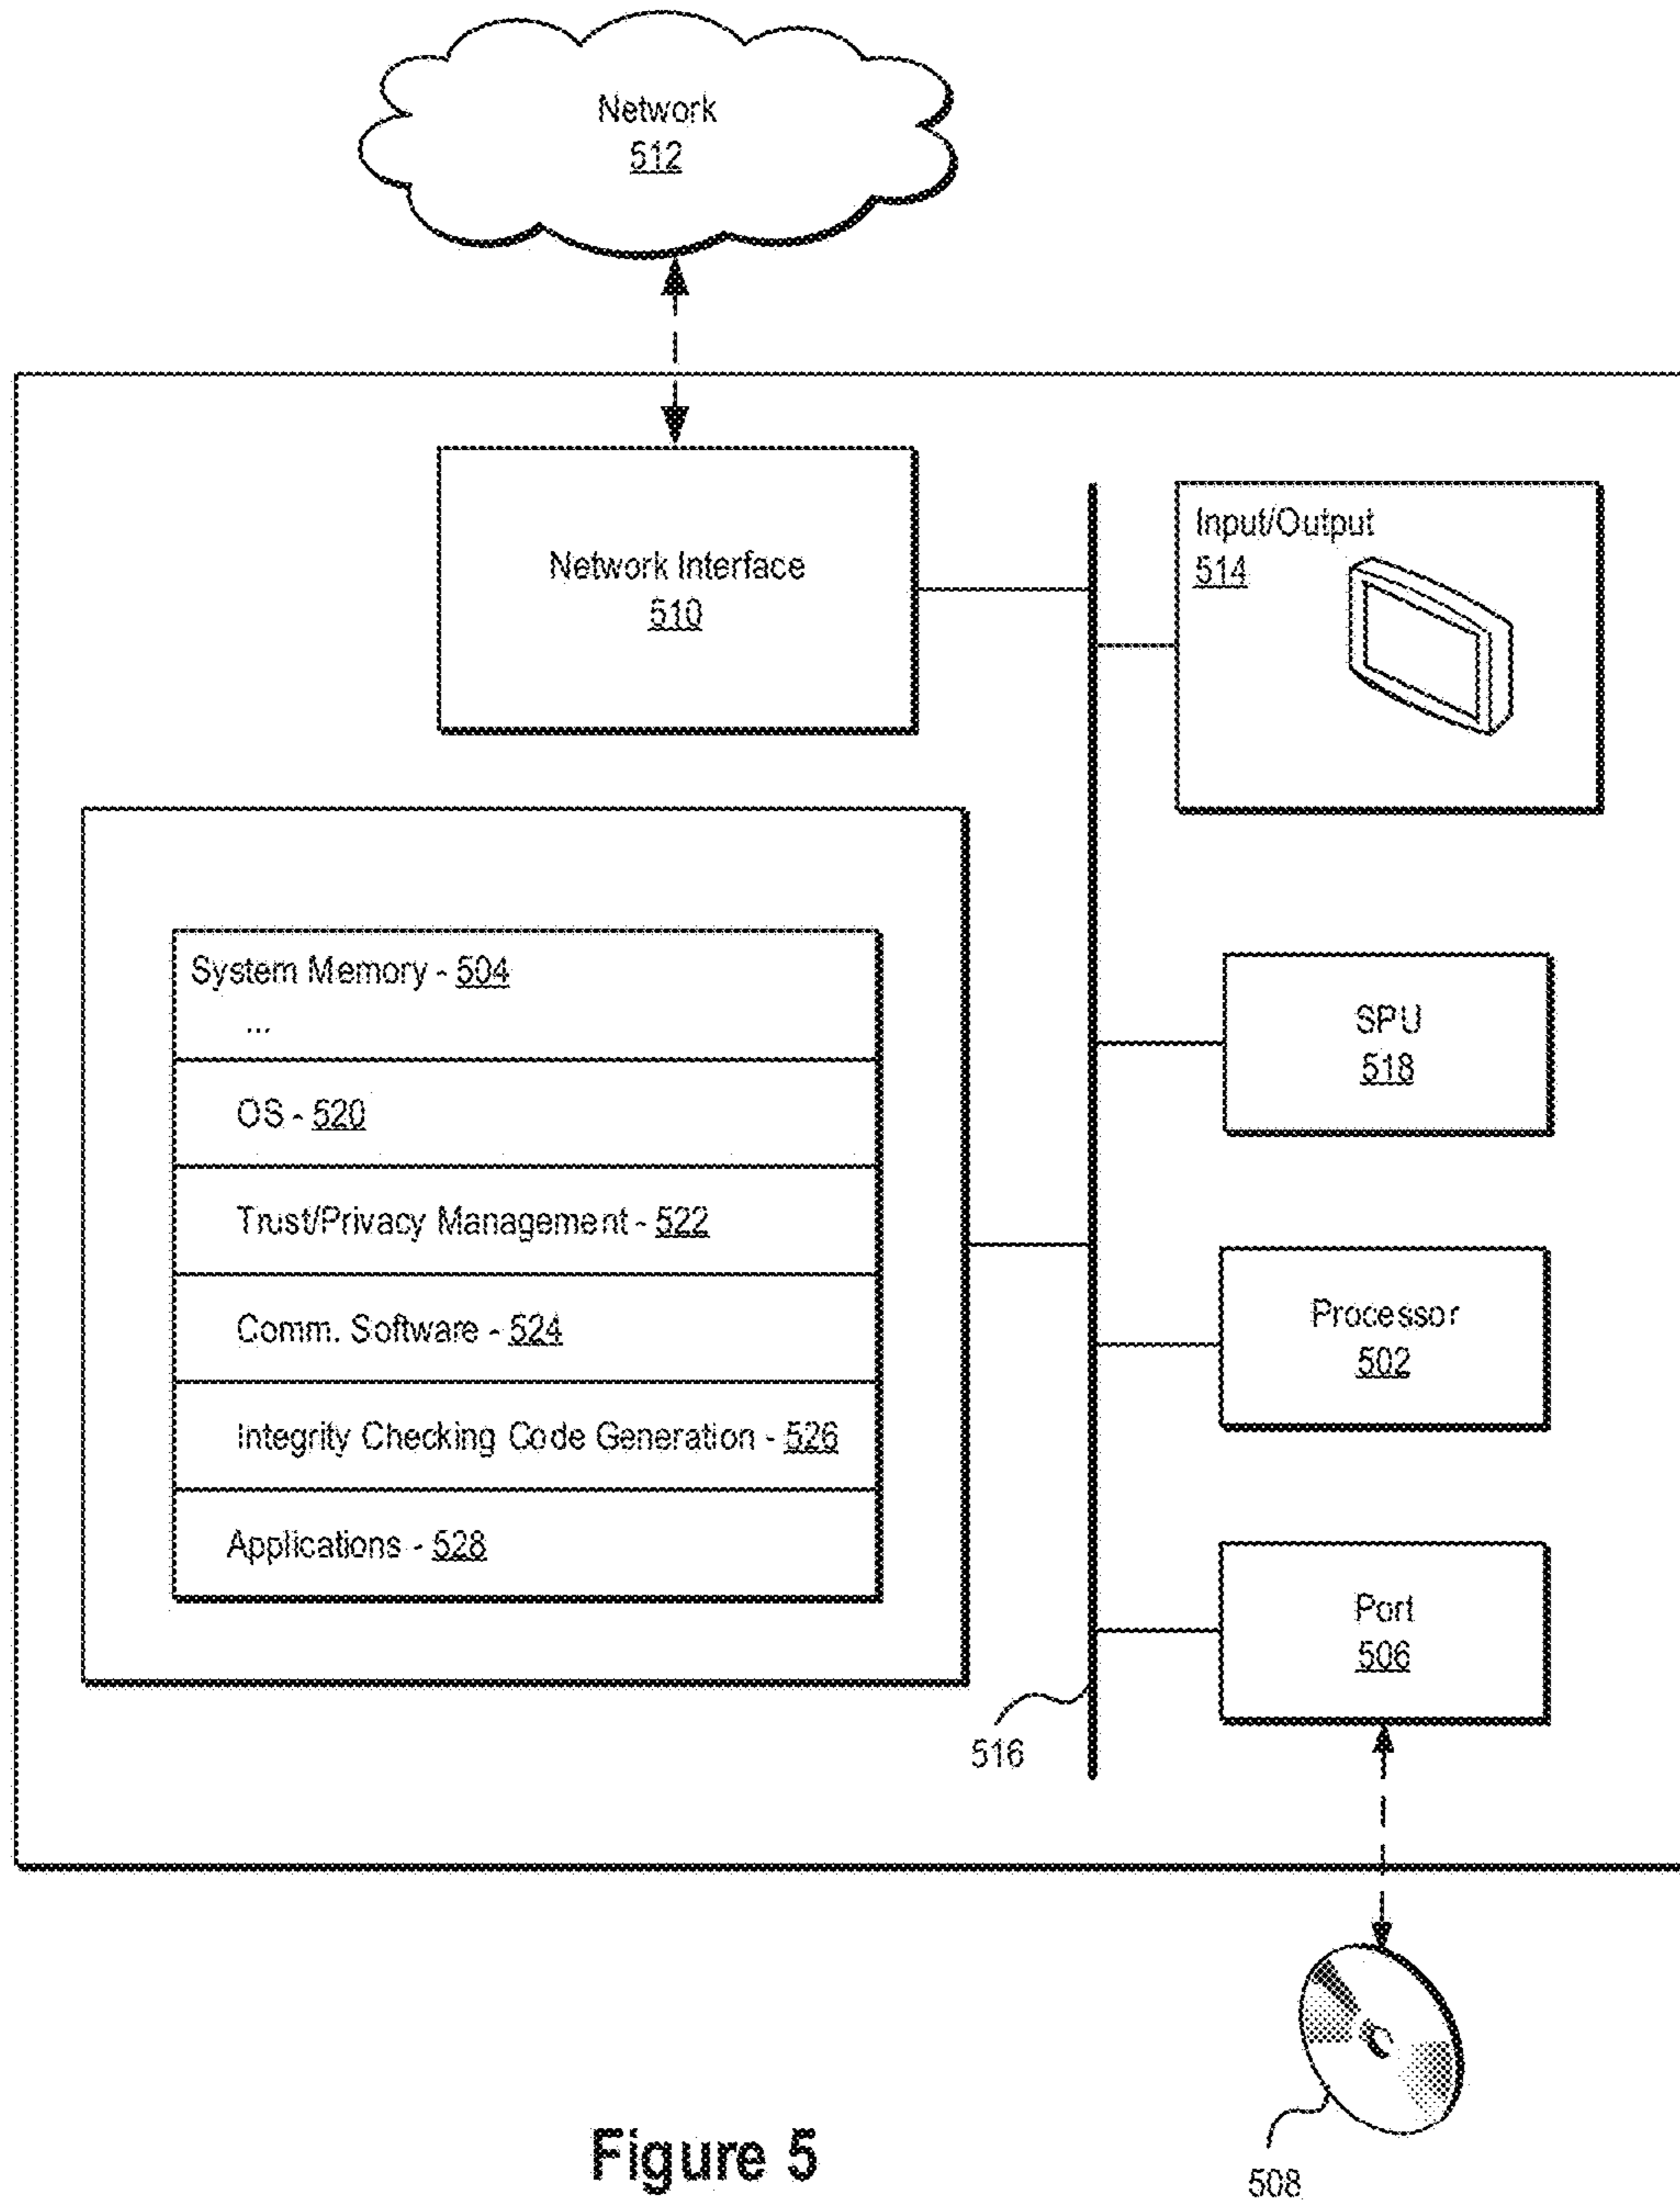 Network
512
Network Interface
510
Input/Output
514
System Memory - 504
...
OS - 520
Trust/Privacy Management - 522
Comm. Software - 524
Integrity Checking Code Generation - 526
Applications - 528
SPU
518
Processor
502
Port
506
516
508
Figure 5